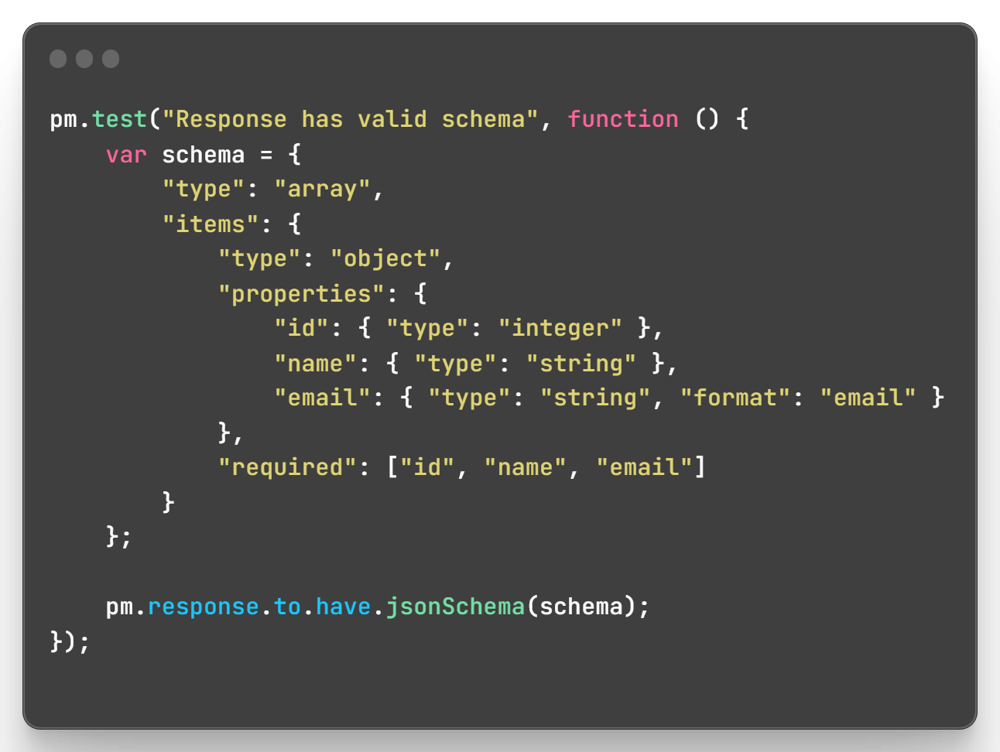 pm.test("Response has valid schema", function () {
    var schema = {
        "type": "array",
        "items": {
            "type": "object",
            "properties": {
                "id": { "type": "integer" },
                "name": { "type": "string" },
                "email": { "type": "string", "format": "email" }
            },
            "required": ["id", "name", "email"]
        }
    };

    pm.response.to.have.jsonSchema(schema);
});